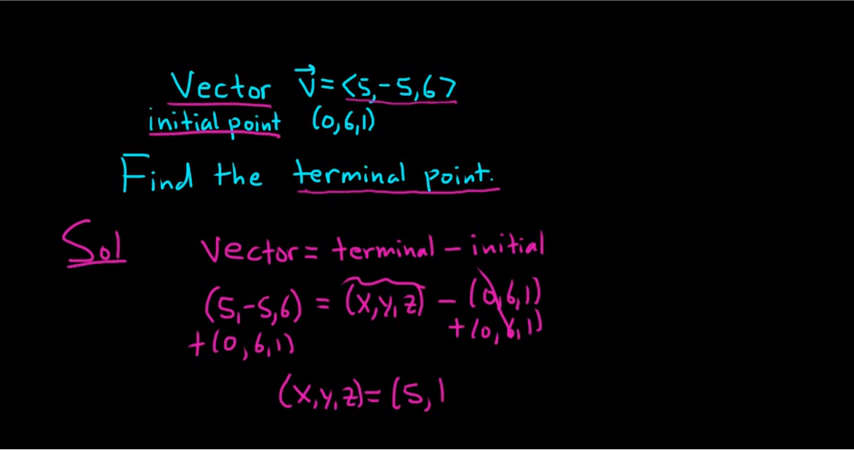 Vector v⃗ = <5,-5,6>
initial point (0,6,1)
Find the terminal point.
Sol
Vector = terminal - initial
(5,-5,6) = (x,y,z) - (0,6,1)
+(0,6,1) +(0,6,1)
(x,y,z) = (5,1